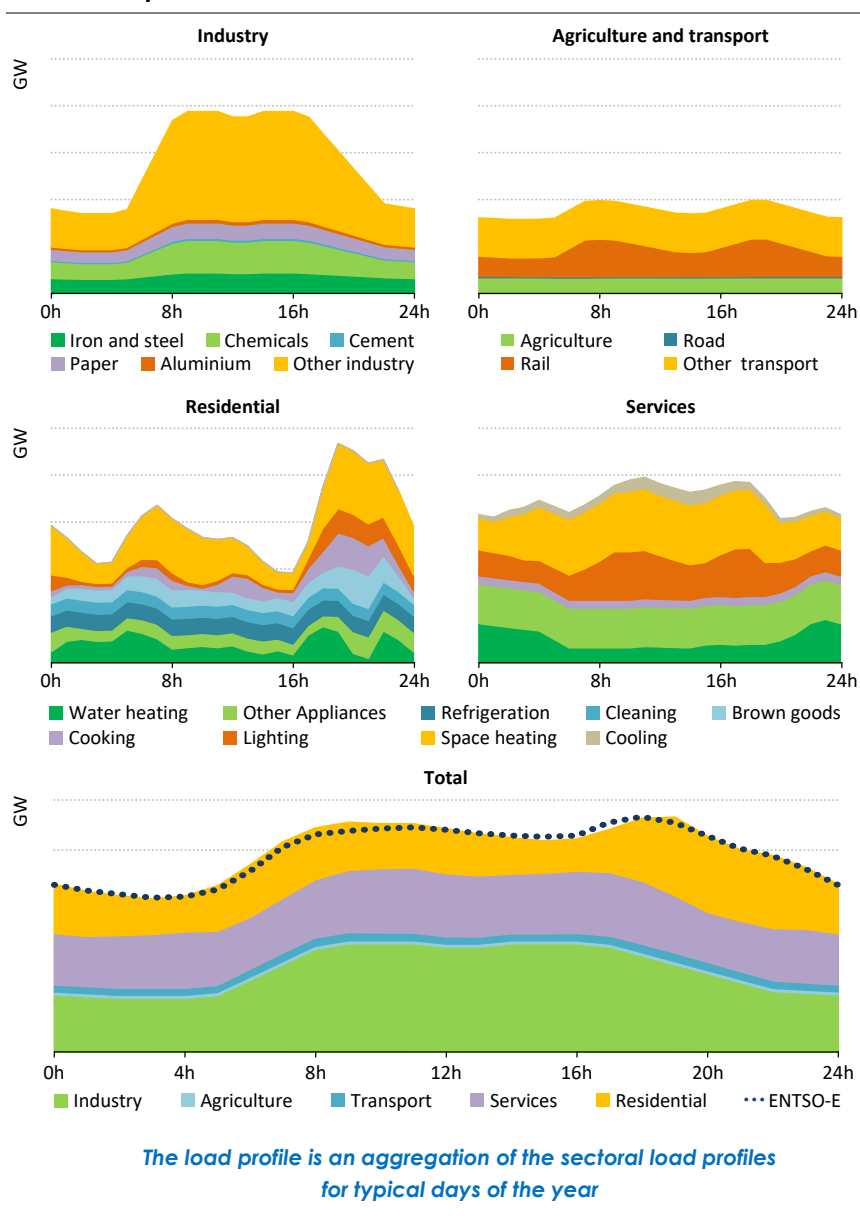 Industry
Agriculture and transport
GW
0h 8h 16h 24h
0h 8h 16h 24h
Iron and steel Chemicals Cement
Paper Aluminium Other industry
Agriculture Road
Rail Other transport
Residential
Services
GW
0h 8h 16h 24h
0h 8h 16h 24h
Water heating Other Appliances Refrigeration Cleaning Brown goods
Cooking Lighting Space heating Cooling
Total
GW
0h 4h 8h 12h 16h 20h 24h
Industry Agriculture Transport Services Residential ENTSO-E
The load profile is an aggregation of the sectoral load profiles
for typical days of the year